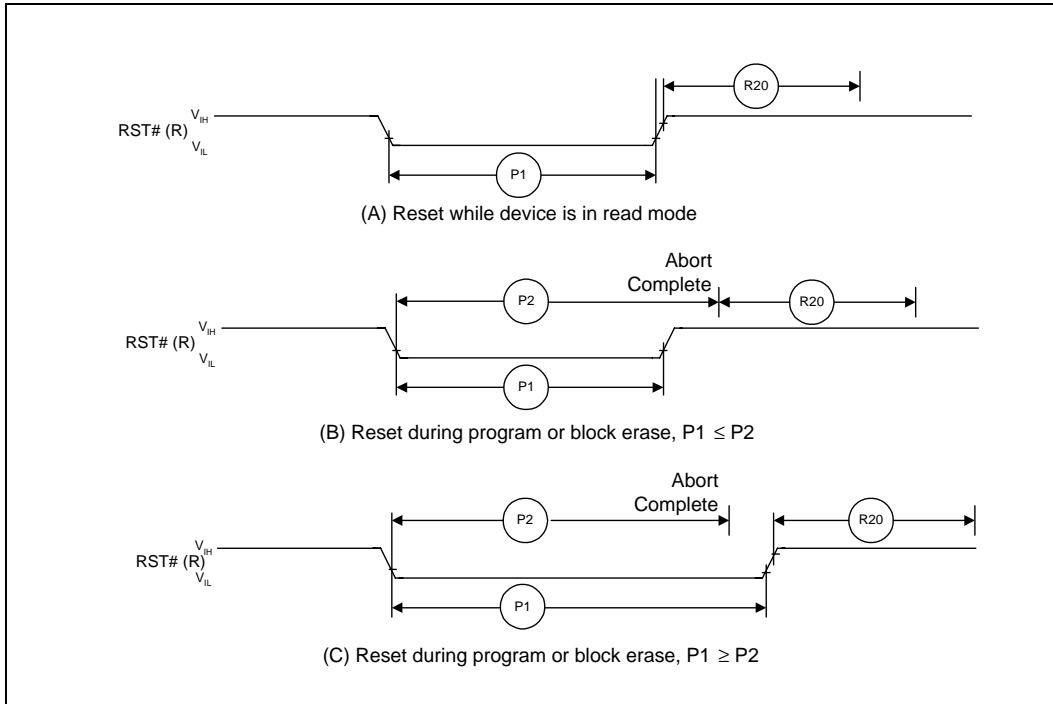 R20
V_IH
RST# (R)
V_IL
P1
(A) Reset while device is in read mode
Abort
Complete
P2
R20
V_IH
RST# (R)
V_IL
P1
(B) Reset during program or block erase, P1 ≤ P2
Abort
Complete
P2
R20
V_IH
RST# (R)
V_IL
P1
(C) Reset during program or block erase, P1 ≥ P2